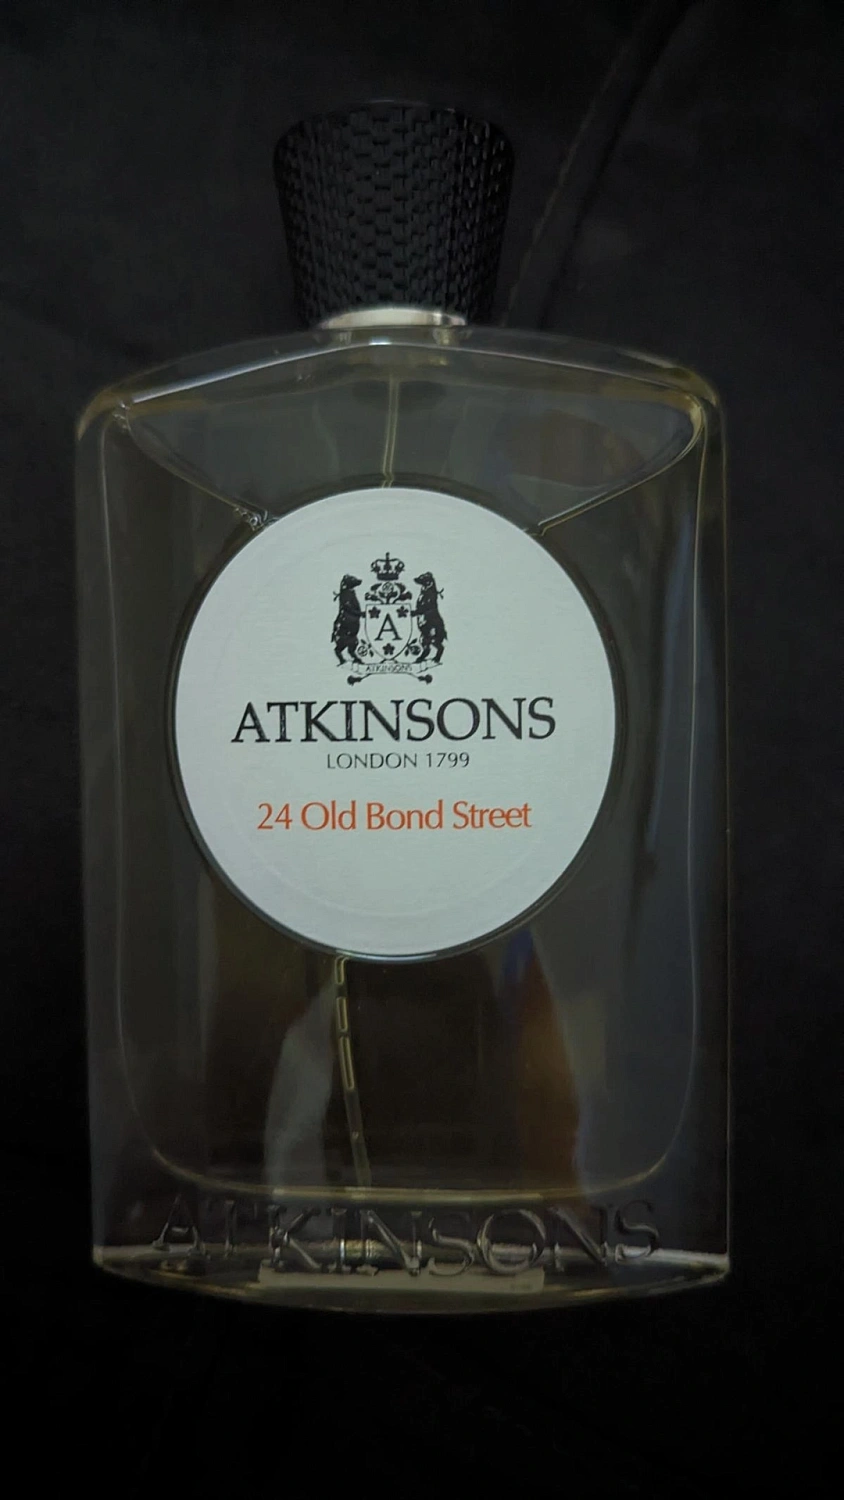 A
ATKINSONS
ATKINSONS
LONDON 1799
24 Old Bond Street
ATKINSONS